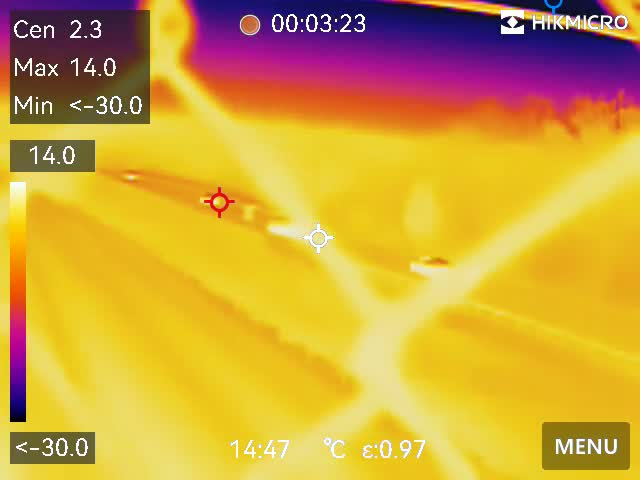 Cen 2.3
Max 14.0
Min <-30.0
00:03:23
HIKMICRO
14.0
<-30.0
14:47 ℃ ε:0.97
MENU